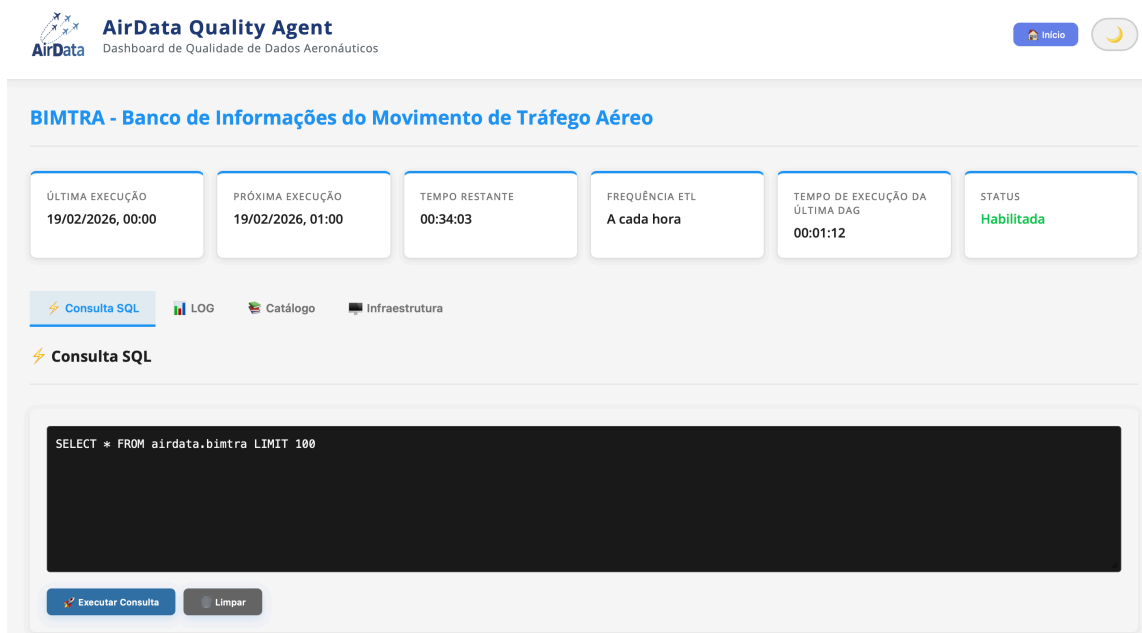 AirData
AirData Quality Agent
Dashboard de Qualidade de Dados Aeronáuticos
Início
BIMTRA - Banco de Informações do Movimento de Tráfego Aéreo
ÚLTIMA EXECUÇÃO
19/02/2026, 00:00
PRÓXIMA EXECUÇÃO
19/02/2026, 01:00
TEMPO RESTANTE
00:34:03
FREQUÊNCIA ETL
A cada hora
TEMPO DE EXECUÇÃO DA
ÚLTIMA DAG
00:01:12
STATUS
Habilitada
Consulta SQL
LOG
Catálogo
Infraestrutura
Consulta SQL
SELECT * FROM airdata.bimtra LIMIT 100
Executar Consulta
Limpar